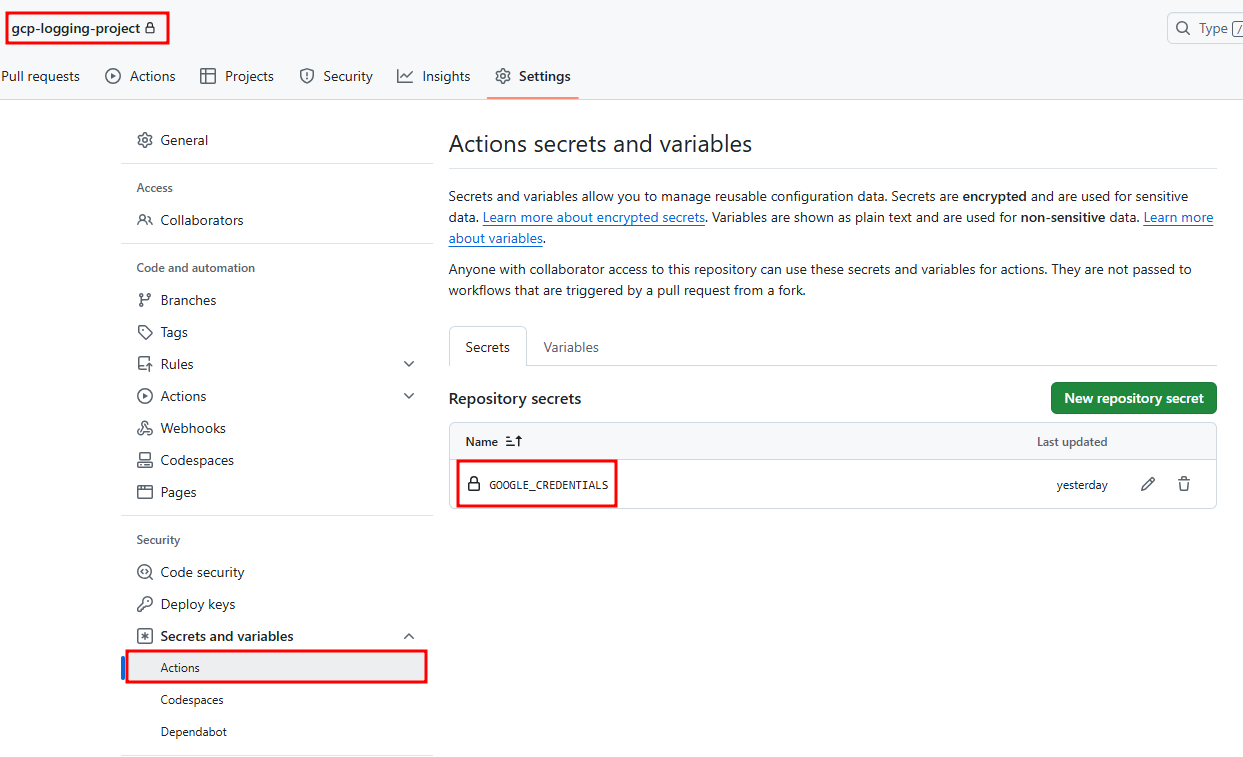 gcp-logging-project
Type /
Pull requests
Actions
Projects
Security
Insights
Settings
General
Access
Collaborators
Code and automation
Branches
Tags
Rules
Actions
Webhooks
Codespaces
Pages
Security
Code security
Deploy keys
Secrets and variables
Actions
Codespaces
Dependabot
Actions secrets and variables
Secrets and variables allow you to manage reusable configuration data. Secrets are encrypted and are used for sensitive
data. Learn more about encrypted secrets. Variables are shown as plain text and are used for non-sensitive data. Learn more
about variables.
Anyone with collaborator access to this repository can use these secrets and variables for actions. They are not passed to
workflows that are triggered by a pull request from a fork.
Secrets
Variables
Repository secrets
New repository secret
Name
Last updated
GOOGLE_CREDENTIALS
yesterday